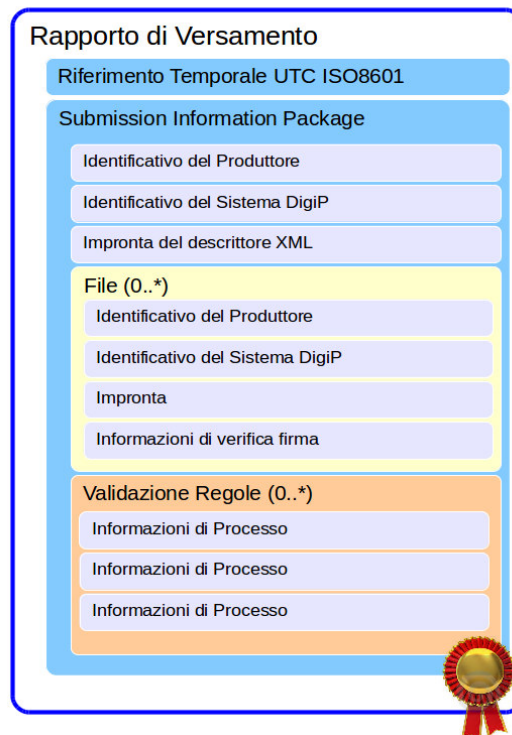 Rapporto di Versamento
Riferimento Temporale UTC ISO8601
Submission Information Package
Identificativo del Produttore
Identificativo del Sistema DigiP
Impronta del descrittore XML
File (0..*)
Identificativo del Produttore
Identificativo del Sistema DigiP
Impronta
Informazioni di verifica firma
Validazione Regole (0..*)
Informazioni di Processo
Informazioni di Processo
Informazioni di Processo